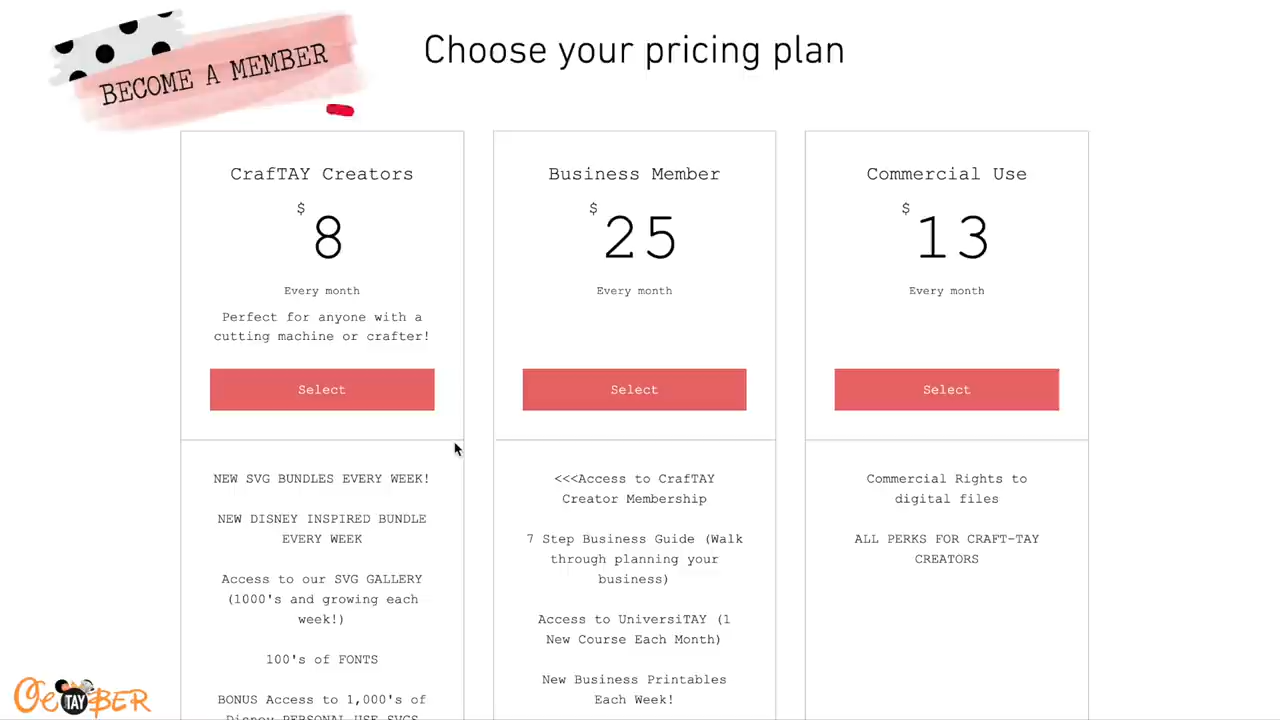 BECOME A MEMBER
Choose your pricing plan
CrafTAY Creators
$
8
Every month
Perfect for anyone with a
cutting machine or crafter!
Select
NEW SVG BUNDLES EVERY WEEK!
NEW DISNEY INSPIRED BUNDLE
EVERY WEEK
Access to our SVG GALLERY
(1000's and growing each
week!)
100's of FONTS
BONUS Access to 1,000's of
Disney PERSONAL USE SVGS
Business Member
$
25
Every month
Select
<<<Access to CrafTAY
Creator Membership
7 Step Business Guide (Walk
through planning your
business)
Access to UniversiTAY (1
New Course Each Month)
New Business Printables
Each Week!
Commercial Use
$
13
Every month
Select
Commercial Rights to
digital files
ALL PERKS FOR CRAFT-TAY
CREATORS
OcTAYBER